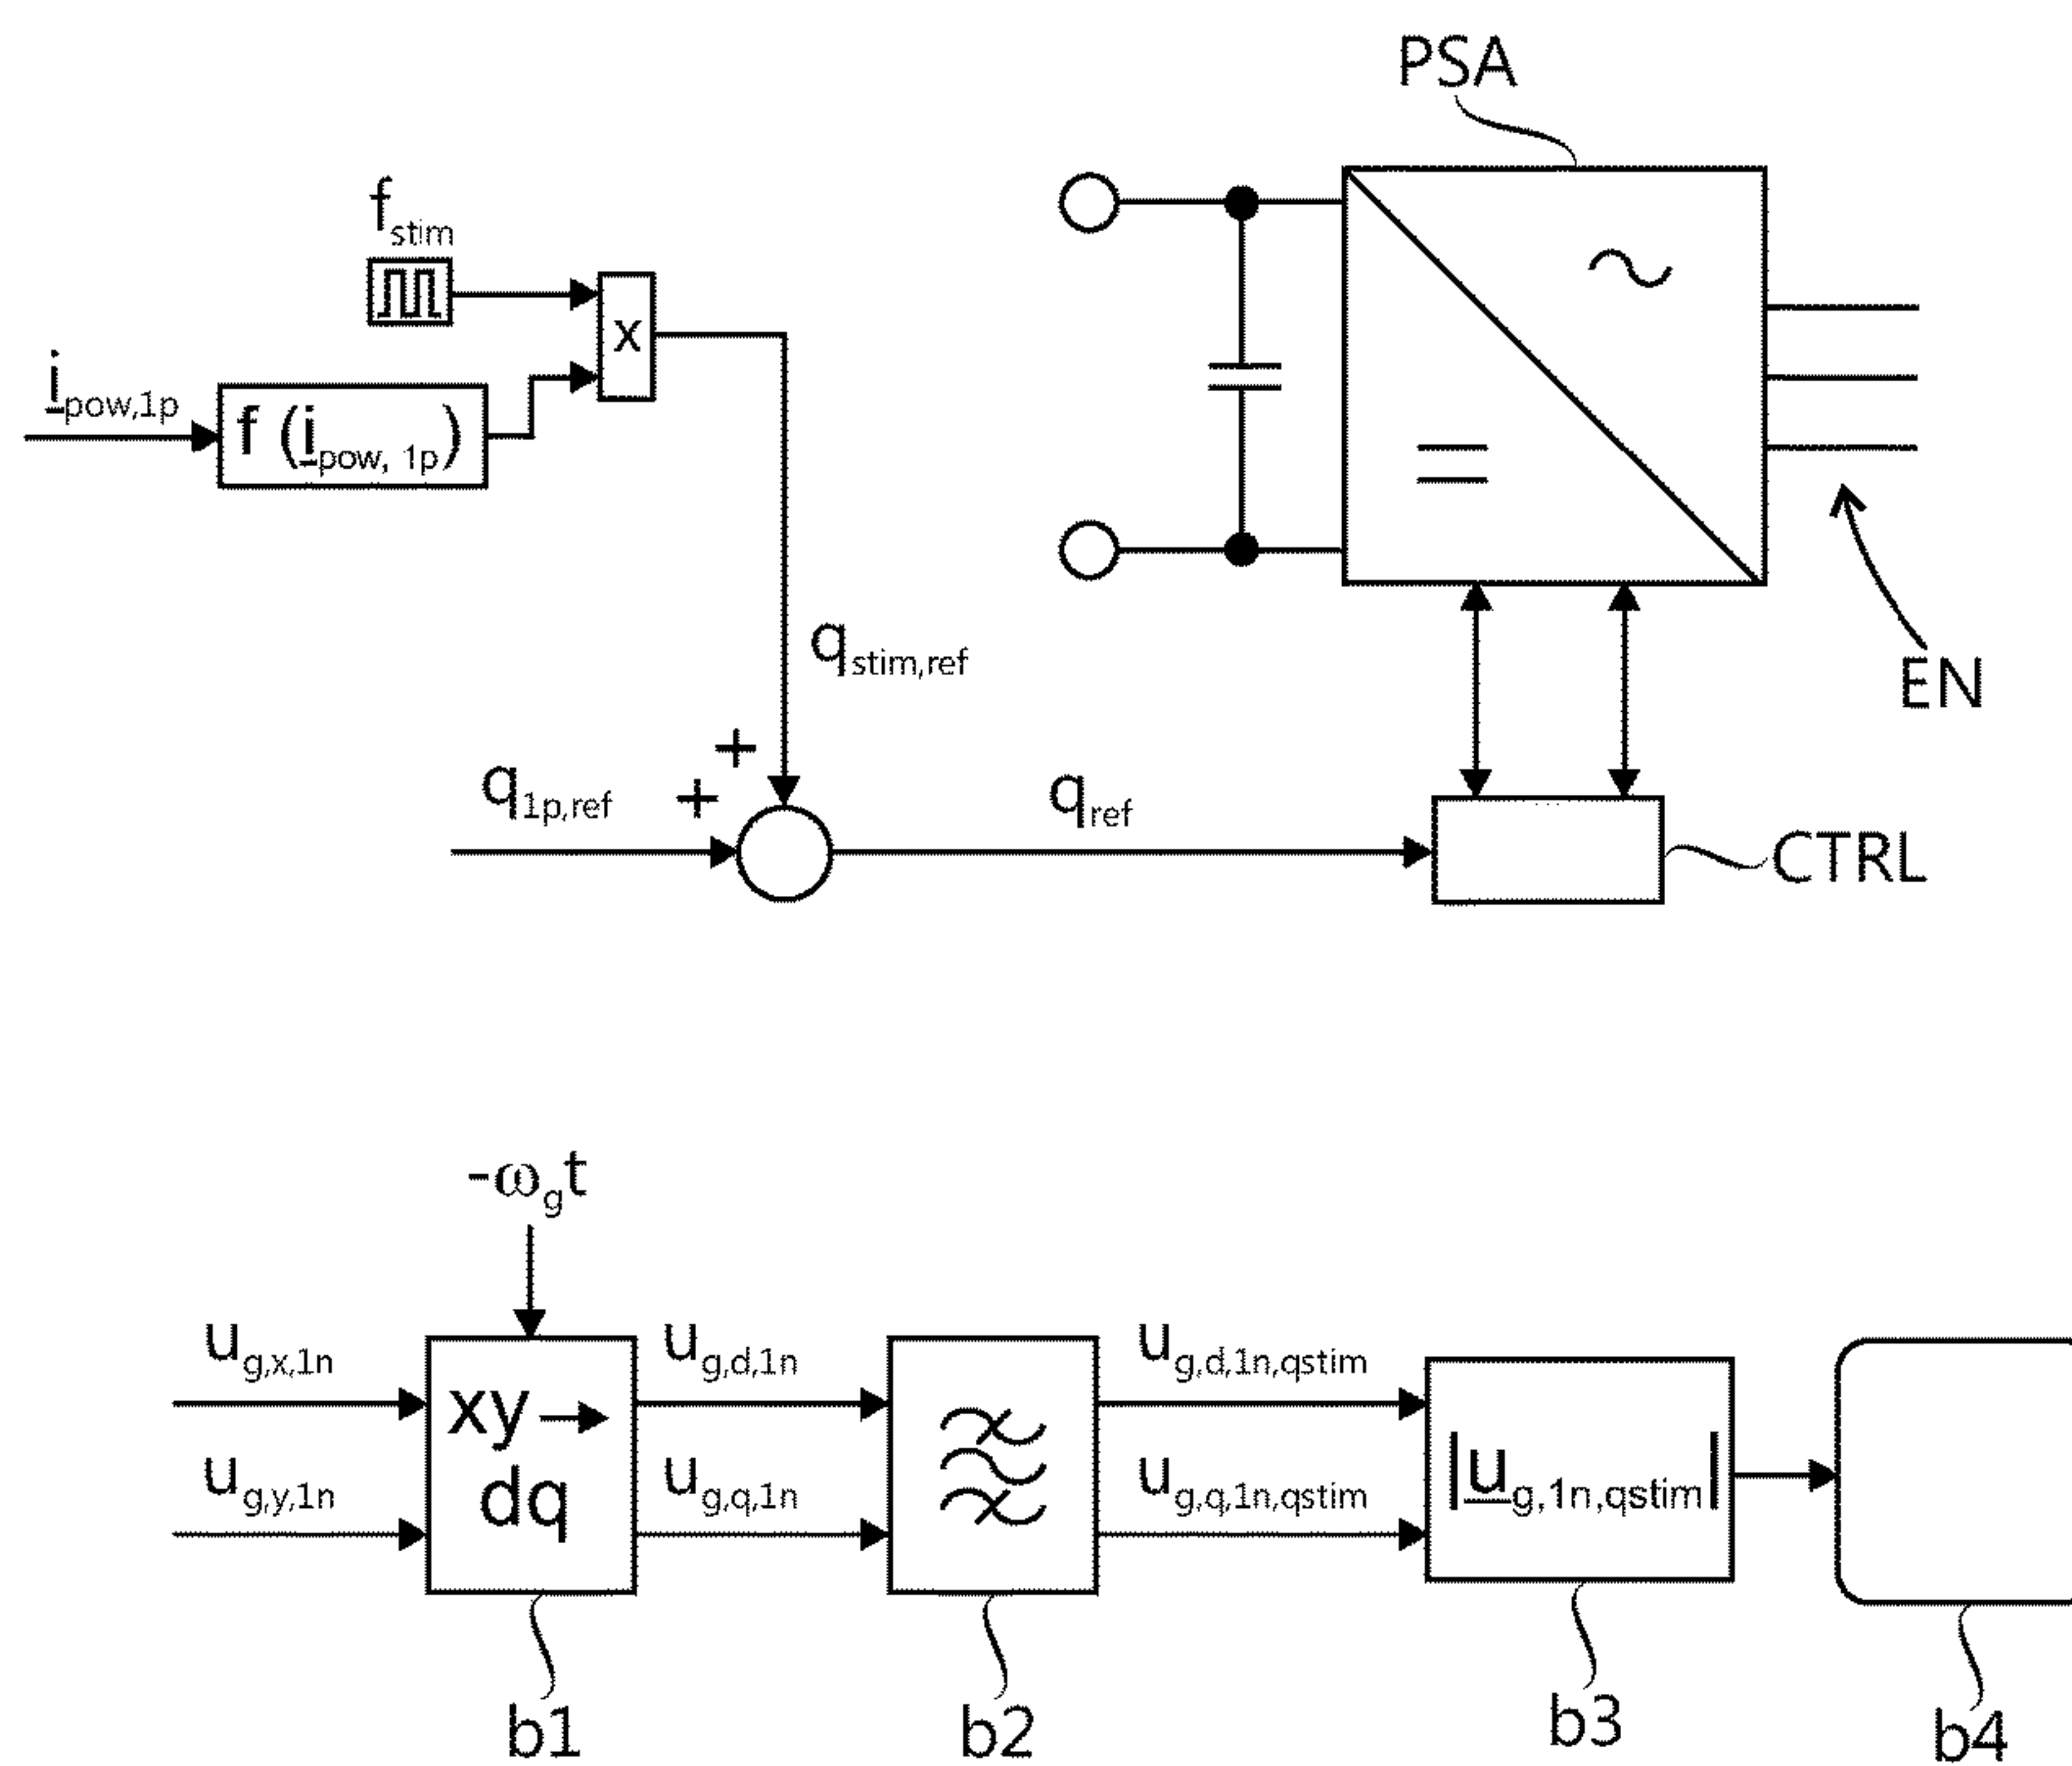 PSA
f_stim
x
i_pow,1p
f (i_pow, 1p)
EN
q_stim,ref
+
+
q_1p,ref
q_ref
CTRL
-ω_g t
u_g,x,1n
u_g,d,1n
u_g,d,1n,qstim
xy
u_g,y,1n
u_g,q,1n
u_g,q,1n,qstim
|u_g,1n,qstim|
dq
b1
b2
b3
b4